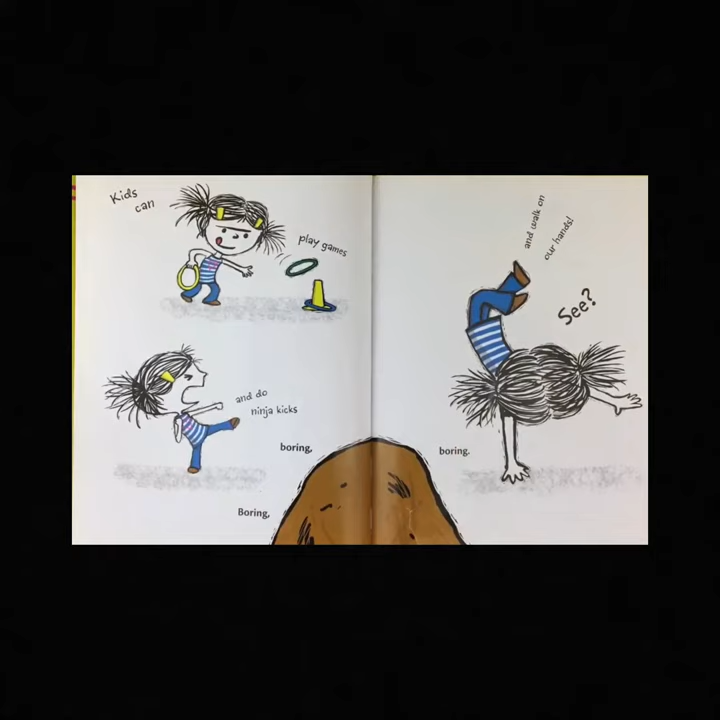 Kids
can
play games
and do
ninja kicks
boring,
Boring,
and walk on
our hands!
See?
boring.